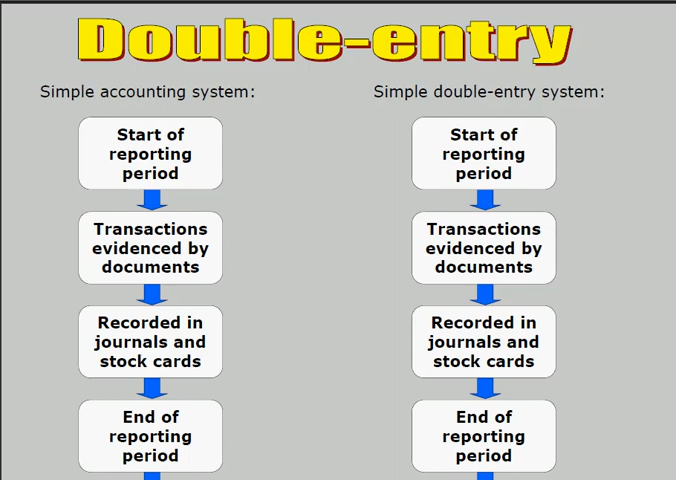 Double-entry
Simple accounting system:
Simple double-entry system:
Start of
reporting
period
Transactions
evidenced by
documents
Recorded in
journals and
stock cards
End of
reporting
period
Start of
reporting
period
Transactions
evidenced by
documents
Recorded in
journals and
stock cards
End of
reporting
period